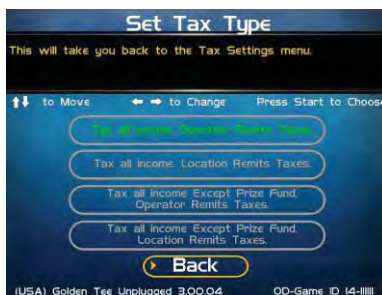 Set Tax Type
This will take you back to the Tax Settings menu.
to Move
to Change
Press Start to Choose
Tax all income. Operator Remits Taxes.
Tax all income. Location Remits Taxes.
Tax all income Except Prize Fund.
Operator Remits Taxes.
Tax all income Except Prize Fund.
Location Remits Taxes.
Back
(USA) Golden Tee Unplugged 3.00.04
OD-Game ID 14-111111